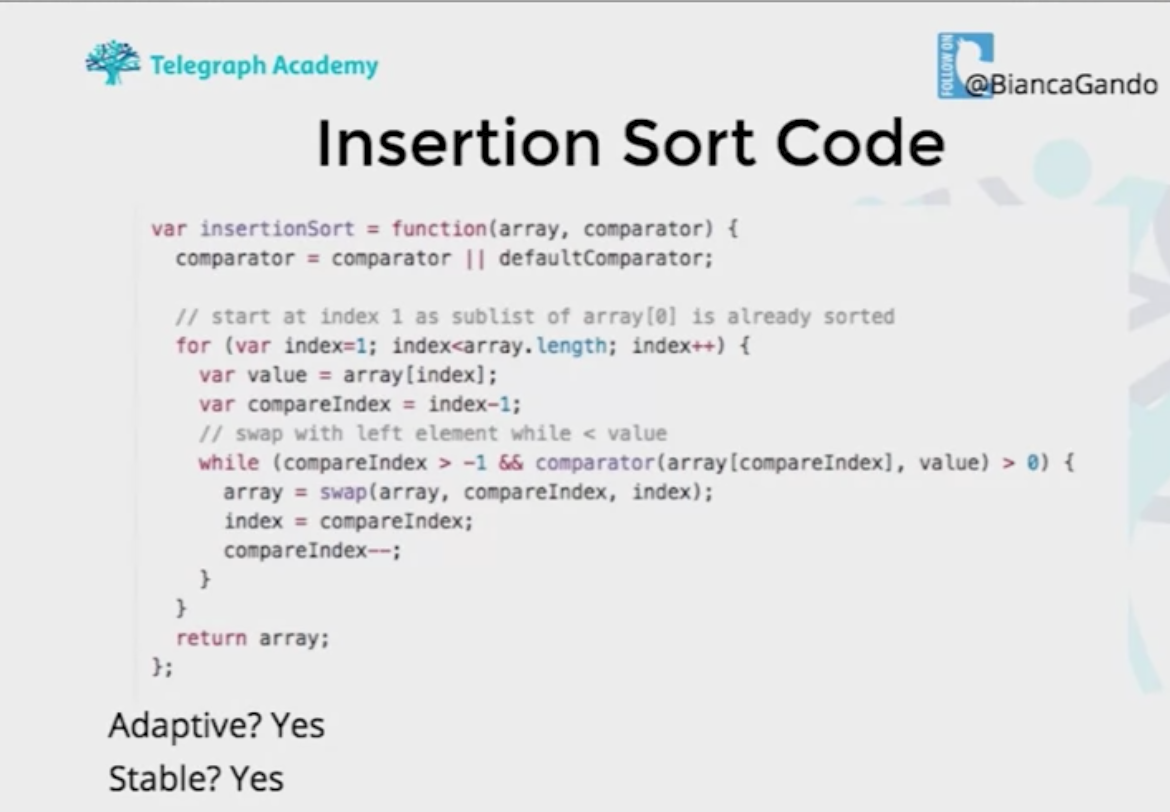 Telegraph Academy
FOLLOW ON
@BiancaGando
Insertion Sort Code
var insertionSort = function(array, comparator) {
  comparator = comparator || defaultComparator;

  // start at index 1 as sublist of array[0] is already sorted
  for (var index=1; index<array.length; index++) {
    var value = array[index];
    var compareIndex = index-1;
    // swap with left element while < value
    while (compareIndex > -1 && comparator(array[compareIndex], value) > 0) {
      array = swap(array, compareIndex, index);
      index = compareIndex;
      compareIndex--;
    }
  }
  return array;
};
Adaptive? Yes
Stable? Yes